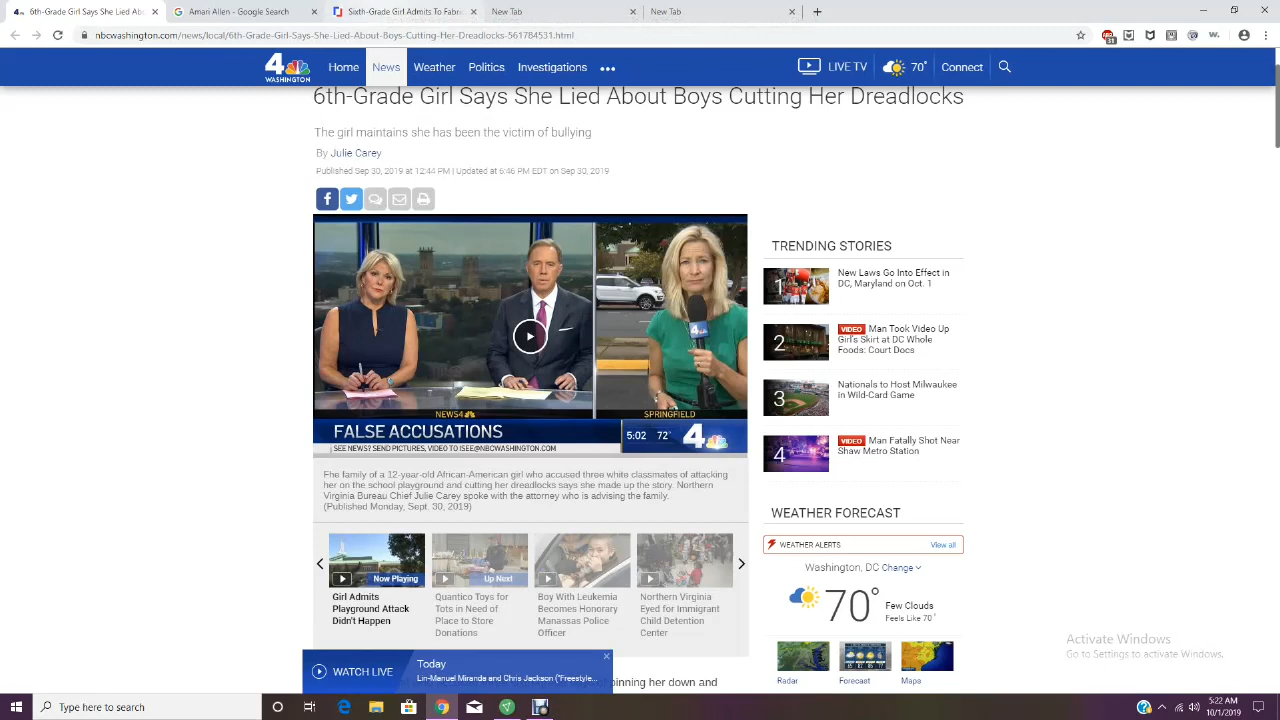 6th-Grade Girl Says She Lied Abo
Amari Allen - Google Search
Sixth-Grade Girl Admits To Fabric
New Tab
New Tab
nbcwashington.com/news/local/6th-Grade-Girl-Says-She-Lied-About-Boys-Cutting-Her-Dreadlocks-561784531.html
31
4 WASHINGTON Home News Weather Politics Investigations LIVE TV 70° Connect
6th-Grade Girl Says She Lied About Boys Cutting Her Dreadlocks
The girl maintains she has been the victim of bullying
By Julie Carey
Published Sep 30, 2019 at 12:44 PM | Updated at 6:46 PM EDT on Sep 30, 2019
NEWS4
SPRINGFIELD
FALSE ACCUSATIONS
5:02 72° 4
SEE NEWS? SEND PICTURES, VIDEO TO ISEE@NBCWASHINGTON.COM
The family of a 12-year-old African-American girl who accused three white classmates of attacking
her on the school playground and cutting her dreadlocks says she made up the story. Northern
Virginia Bureau Chief Julie Carey spoke with the attorney who is advising the family.
(Published Monday, Sept. 30, 2019)
Now Playing
Girl Admits
Playground Attack
Didn't Happen
Up Next
Quantico Toys for
Tots in Need of
Place to Store
Donations
Boy With Leukemia
Becomes Honorary
Manassas Police
Officer
Northern Virginia
Eyed for Immigrant
Child Detention
Center
TRENDING STORIES
1
New Laws Go Into Effect in
DC, Maryland on Oct. 1
2
VIDEO Man Took Video Up
Girl's Skirt at DC Whole
Foods: Court Docs
3
Nationals to Host Milwaukee
in Wild-Card Game
4
VIDEO Man Fatally Shot Near
Shaw Metro Station
WEATHER FORECAST
WEATHER ALERTS View all
Washington, DC Change
70° Few Clouds
Feels Like 70°
Radar
Forecast
Maps
WATCH LIVE
Today
Lin-Manuel Miranda and Chris Jackson ("Freestyle...
pinning her down and
Activate Windows
Go to Settings to activate Windows.
Type here to search
5:22 AM
10/1/2019